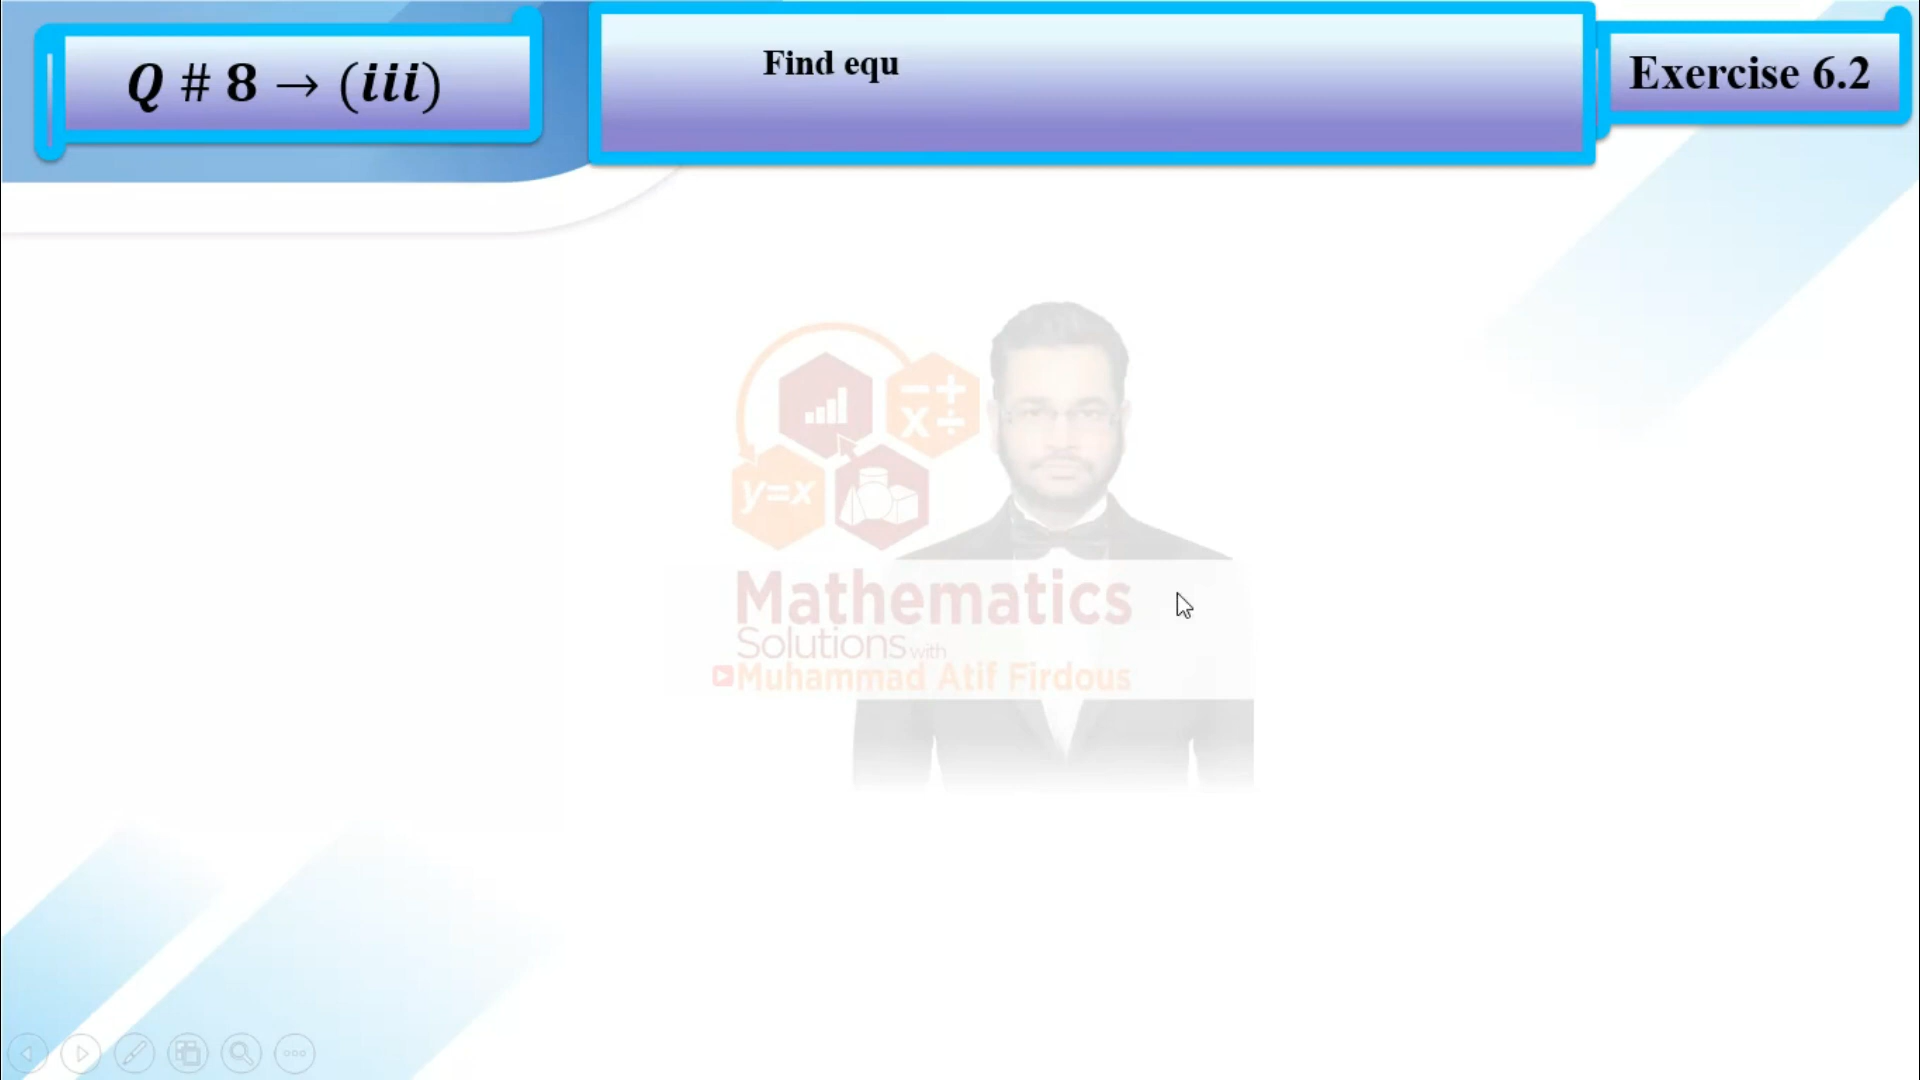 Q # 8 → (iii)
Find equ
Exercise 6.2
y=x
Mathematics
Solutions with
Muhammad Atif Firdous